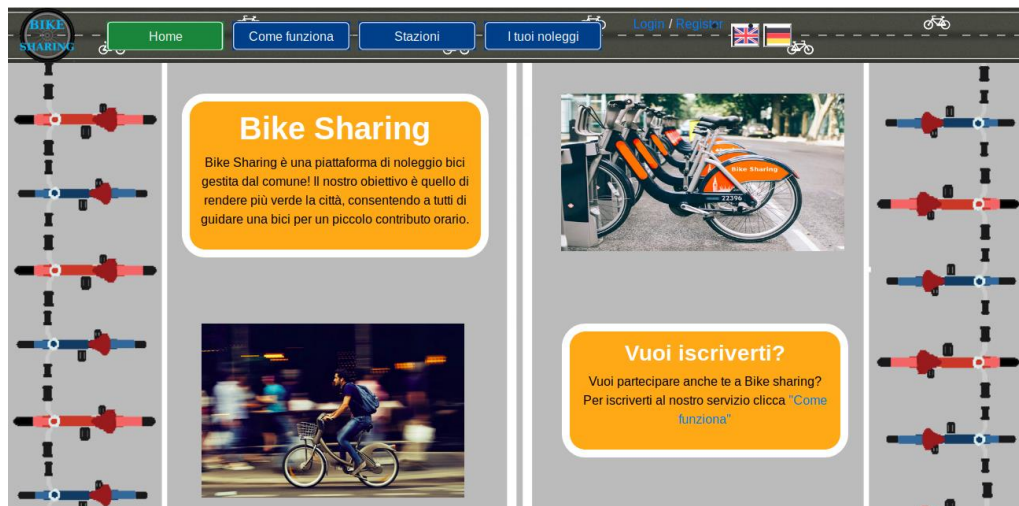 BIKE
SHARING
Home
Come funziona
Stazioni
I tuoi noleggi
Login / Register
Bike Sharing
Bike Sharing è una piattaforma di noleggio bici
gestita dal comune! Il nostro obiettivo è quello di
rendere più verde la città, consentendo a tutti di
guidare una bici per un piccolo contributo orario.
Bike Sharing
22396
Vuoi iscriverti?
Vuoi partecipare anche te a Bike sharing?
Per iscriverti al nostro servizio clicca "Come
funziona"